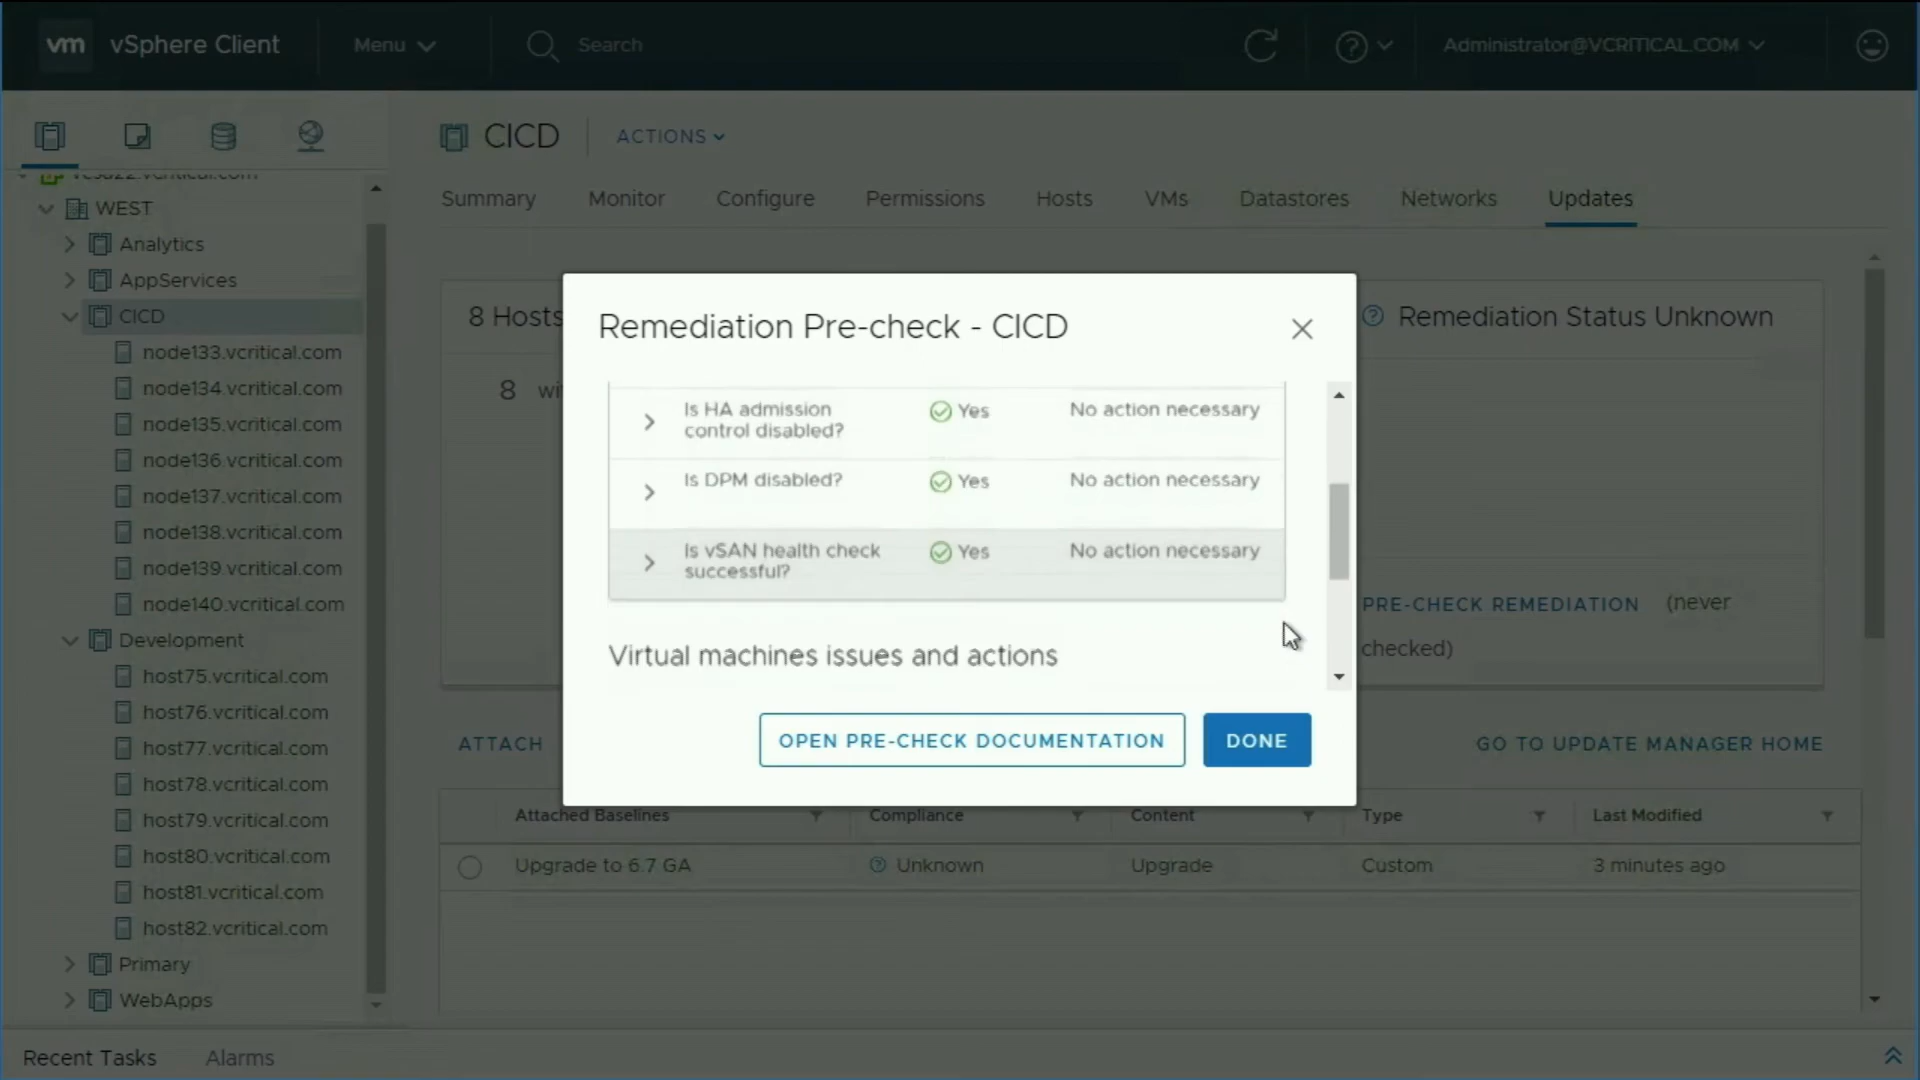 vm vSphere Client Menu Search Administrator@VCRITICAL.COM
CICD ACTIONS
Summary Monitor Configure Permissions Hosts VMs Datastores Networks Updates
WEST
Analytics
AppServices
CICD
node133.vcritical.com
node134.vcritical.com
node135.vcritical.com
node136.vcritical.com
node137.vcritical.com
node138.vcritical.com
node139.vcritical.com
node140.vcritical.com
Development
host75.vcritical.com
host76.vcritical.com
host77.vcritical.com
host78.vcritical.com
host79.vcritical.com
host80.vcritical.com
host81.vcritical.com
host82.vcritical.com
Primary
WebApps
8 Hosts
8
Remediation Status Unknown
PRE-CHECK REMEDIATION (never
checked)
Remediation Pre-check - CICD
Is HA admission
control disabled? Yes No action necessary
Is DPM disabled? Yes No action necessary
Is vSAN health check
successful? Yes No action necessary
Virtual machines issues and actions
OPEN PRE-CHECK DOCUMENTATION DONE
ATTACH GO TO UPDATE MANAGER HOME
Attached Baselines Compliance Content Type Last Modified
Upgrade to 6.7 GA Unknown Upgrade Custom 3 minutes ago
Recent Tasks Alarms